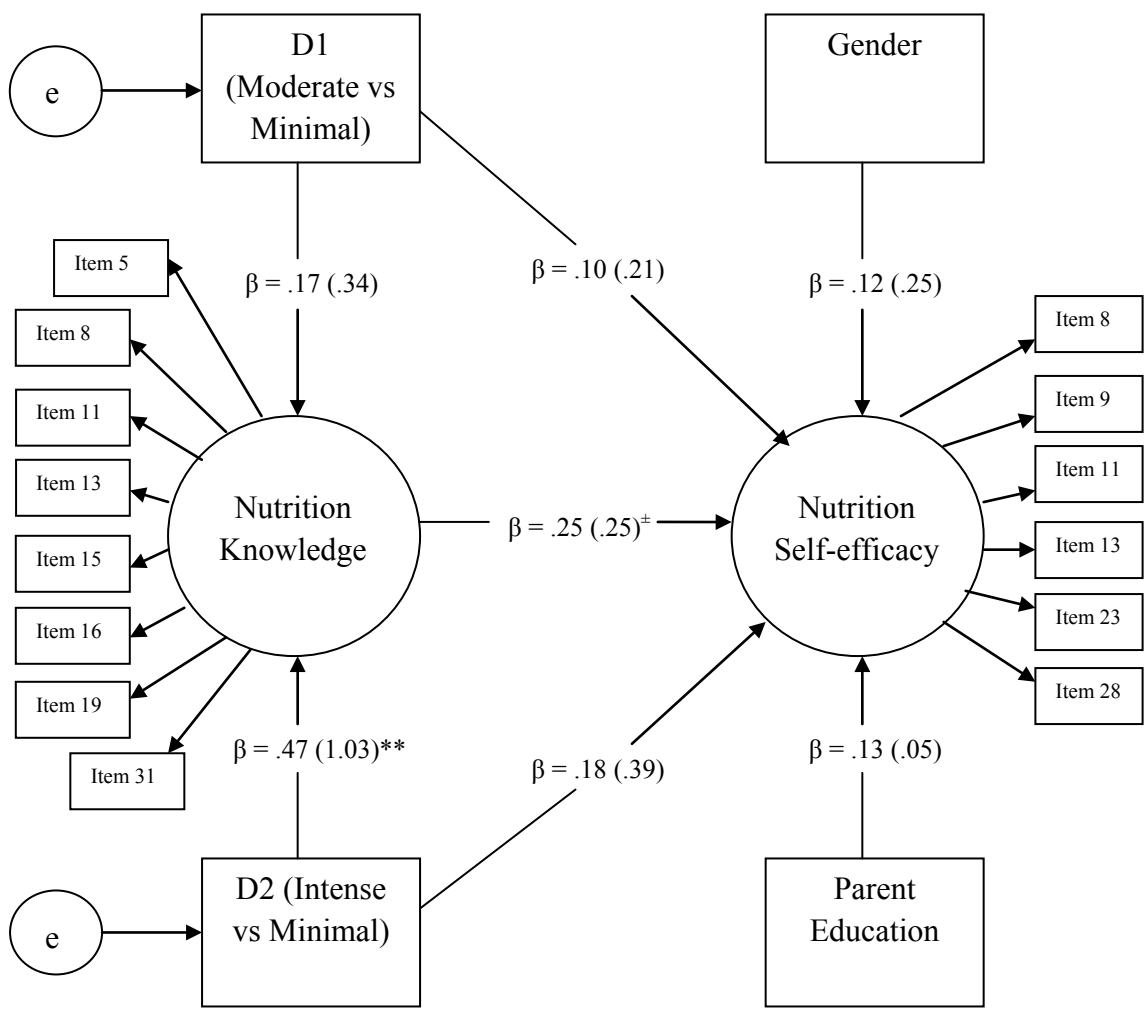 D1
(Moderate vs
Minimal)
Gender
e
Item 5
β = .17 (.34)
β = .10 (.21)
β = .12 (.25)
Item 8
Item 11
Item 13
Item 15
Item 16
Item 19
Item 31
Nutrition
Knowledge
β = .25 (.25)±
Nutrition
Self-efficacy
Item 8
Item 9
Item 11
Item 13
Item 23
Item 28
β = .47 (1.03)**
β = .18 (.39)
β = .13 (.05)
e
D2 (Intense
vs Minimal)
Parent
Education